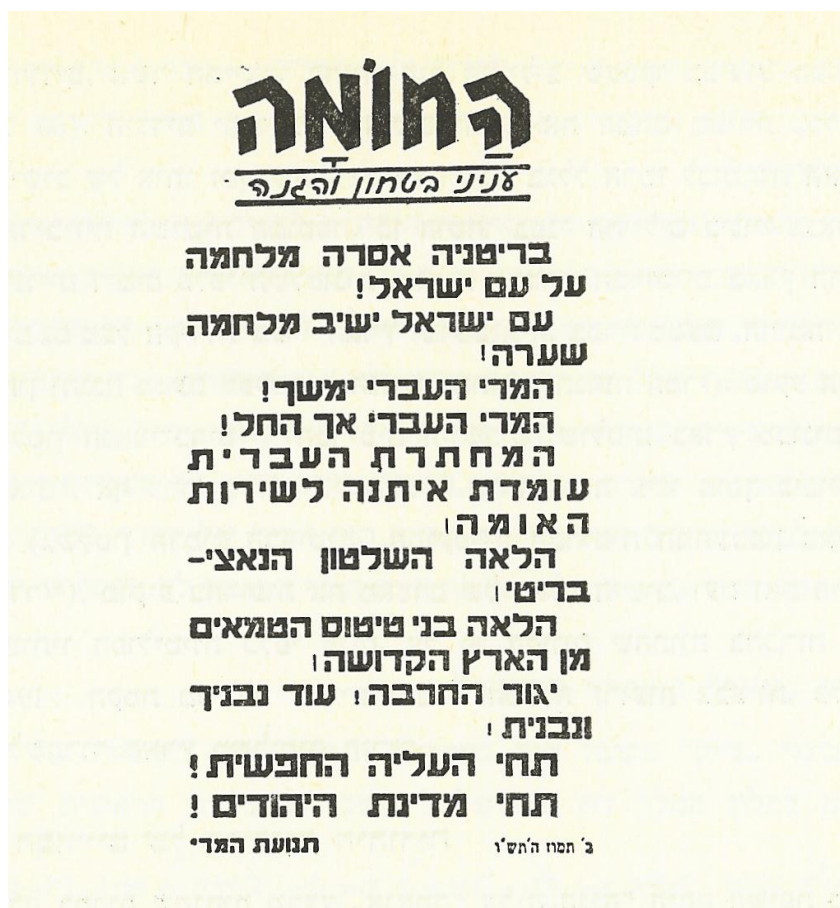 החומה
עניני בטחון והגנה
בריטניה אסרה מלחמה
על עם ישראל!
עם ישראל ישיב מלחמה
שערה!
המרי העברי ימשך!
המרי העברי אך החל!
המחתרת העברית
עומדת איתנה לשירות
האומה!
הלאה השלטון הנאצי–
בריטי!
הלאה בני טיטוס הטמאים
מן הארץ הקדושה!
יגור החרבה! עוד נבניך
ונבנית!
תחי העליה החפשית!
תחי מדינת היהודים!
ב' תמוז ה'תש"ו תנועת המרי